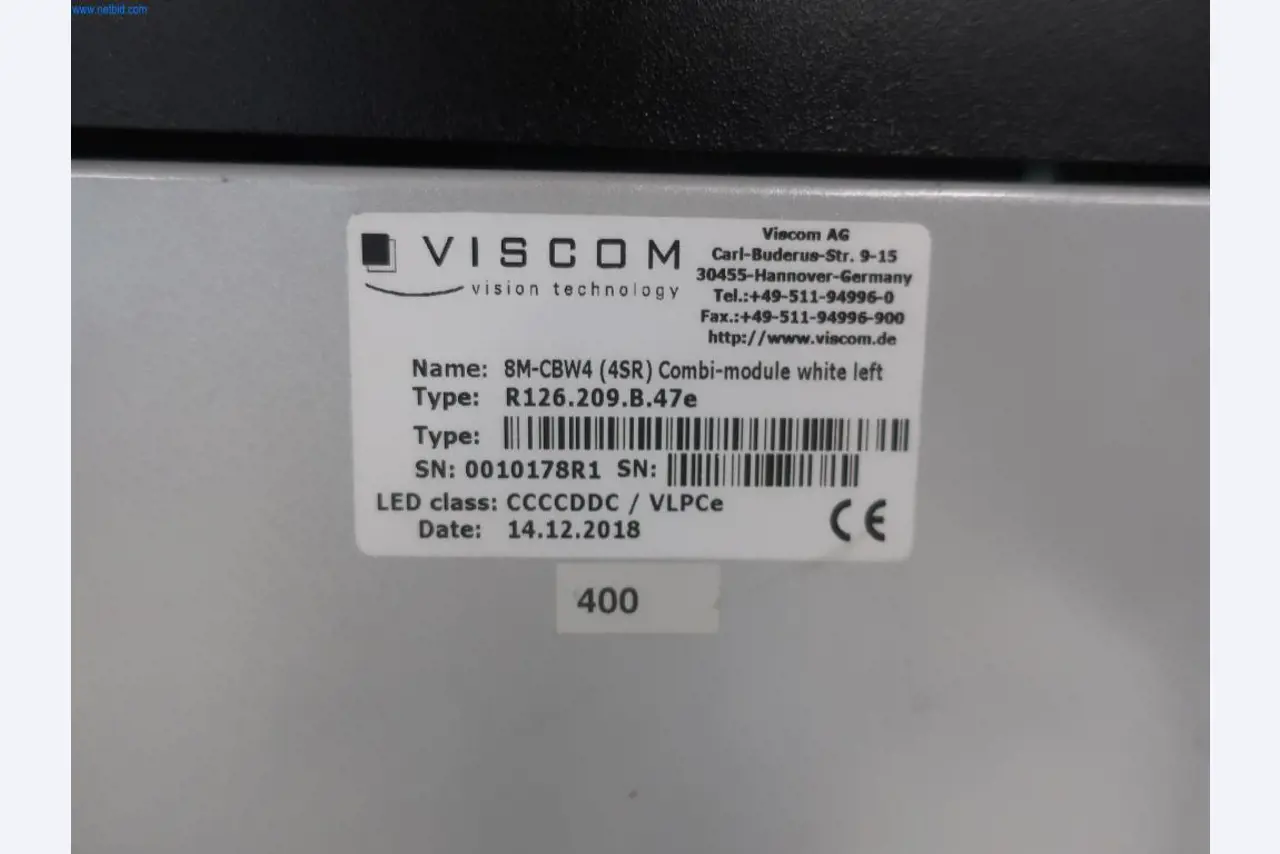 www.netbid.com
VISCOM
vision technology
Viscom AG
Carl-Buderus-Str. 9-15
30455-Hannover-Germany
Tel.:+49-511-94996-0
Fax.:+49-511-94996-900
http://www.viscom.de
Name: 8M-CBW4 (4SR) Combi-module white left
Type: R126.209.B.47e
Type:
SN: 0010178R1 SN:
LED class: CCCCDDC / VLPCe
Date: 14.12.2018
CE
400